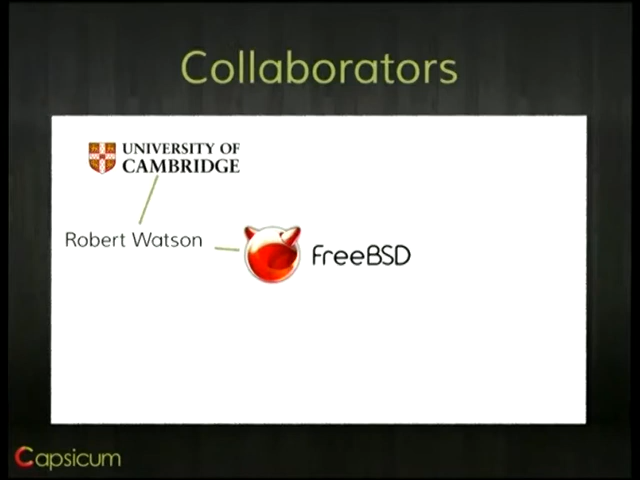 Collaborators
UNIVERSITY OF
CAMBRIDGE
Robert Watson
FreeBSD
Capsicum